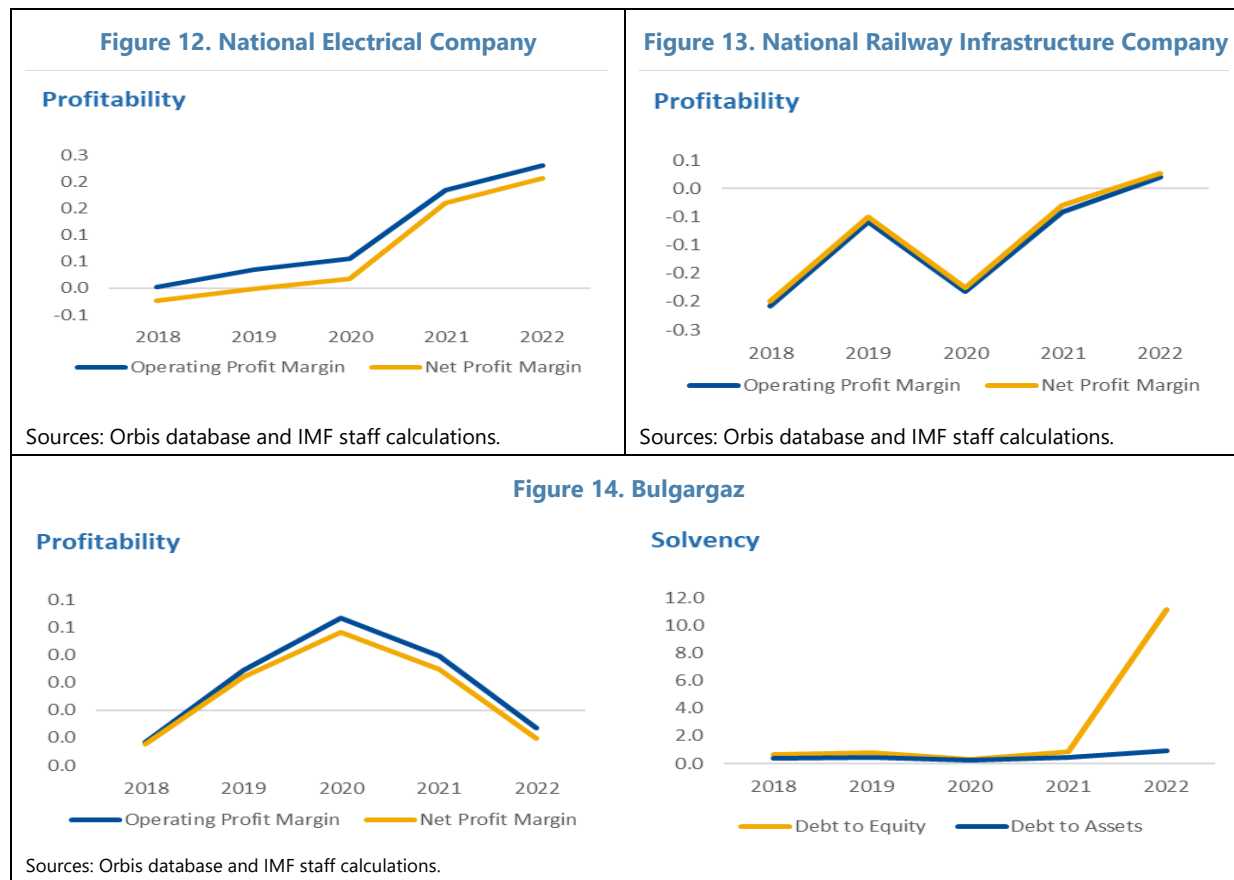 Figure 12. National Electrical Company
Profitability
0.3
0.2
0.2
0.1
0.1
0.0
-0.1
2018 2019 2020 2021 2022
Operating Profit Margin Net Profit Margin
Sources: Orbis database and IMF staff calculations.
Figure 13. National Railway Infrastructure Company
Profitability
0.1
0.0
-0.1
-0.1
-0.2
-0.2
-0.3
2018 2019 2020 2021 2022
Operating Profit Margin Net Profit Margin
Sources: Orbis database and IMF staff calculations.
Figure 14. Bulgargaz
Profitability
0.1
0.1
0.0
0.0
0.0
0.0
0.0
2018 2019 2020 2021 2022
Operating Profit Margin Net Profit Margin
Solvency
12.0
10.0
8.0
6.0
4.0
2.0
0.0
2018 2019 2020 2021 2022
Debt to Equity Debt to Assets
Sources: Orbis database and IMF staff calculations.